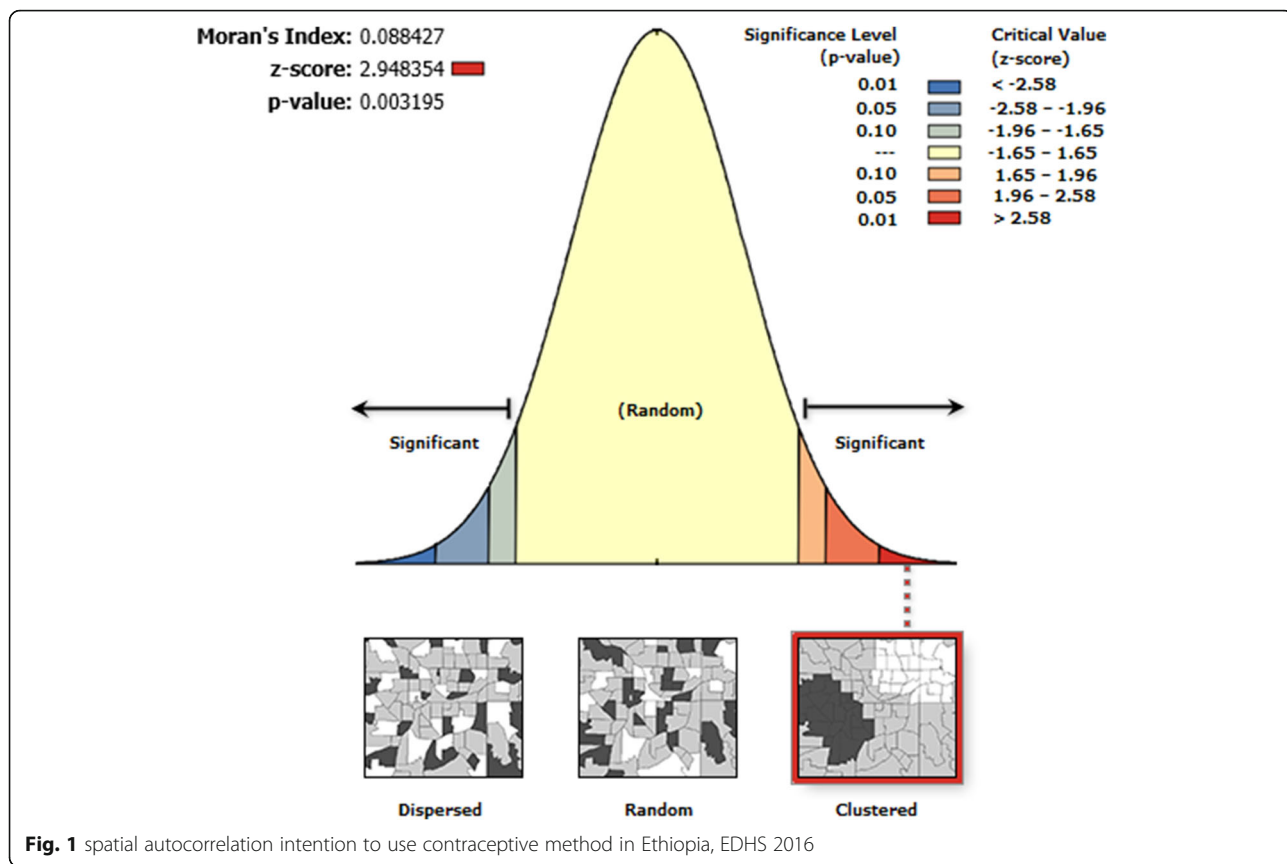 Moran's Index: 0.088427
z-score: 2.948354
p-value: 0.003195
Significance Level Critical Value
(p-value) (z-score)
0.01 < -2.58
0.05 -2.58 – -1.96
0.10 -1.96 – -1.65
--- -1.65 – 1.65
0.10 1.65 – 1.96
0.05 1.96 – 2.58
0.01 > 2.58
(Random)
Significant Significant
Dispersed Random Clustered
Fig. 1 spatial autocorrelation intention to use contraceptive method in Ethiopia, EDHS 2016